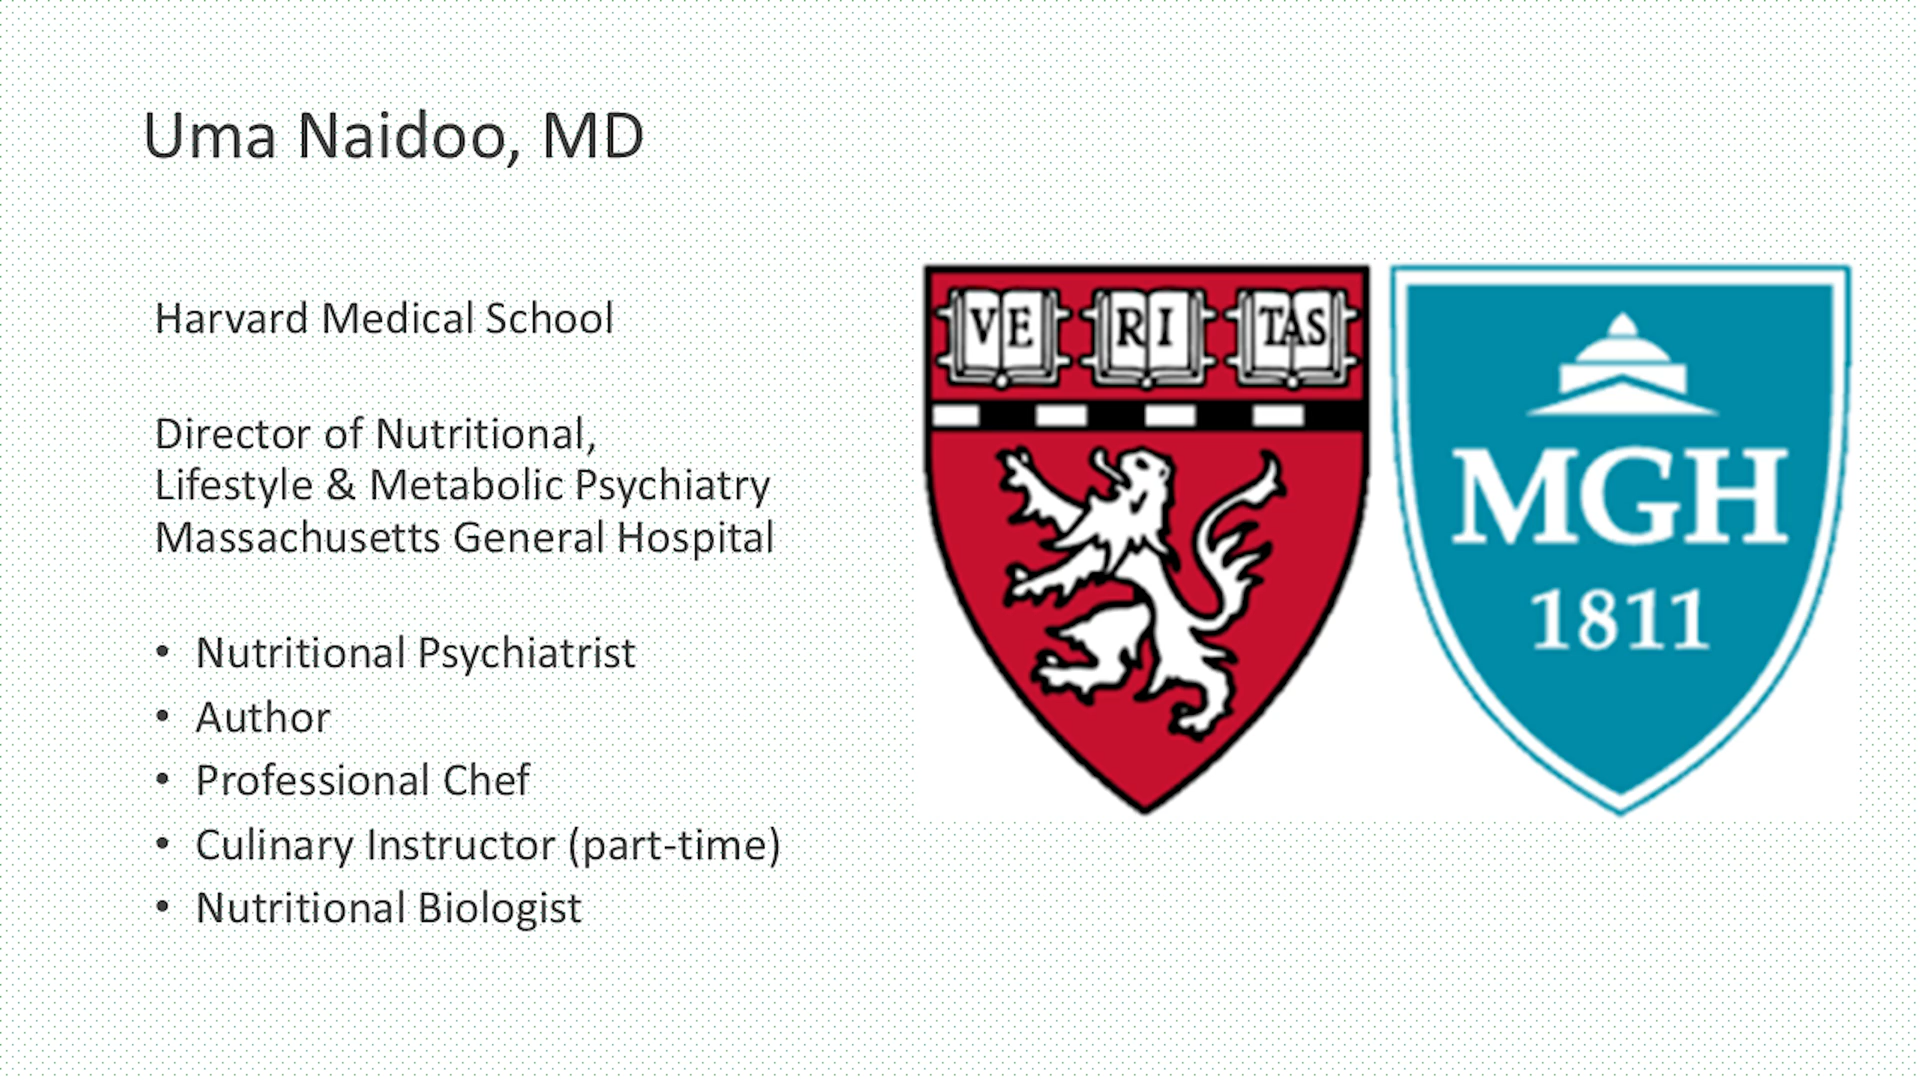 Uma Naidoo, MD
Harvard Medical School
Director of Nutritional,
Lifestyle & Metabolic Psychiatry
Massachusetts General Hospital
• Nutritional Psychiatrist
• Author
• Professional Chef
• Culinary Instructor (part-time)
• Nutritional Biologist
VE RI TAS
MGH
1811